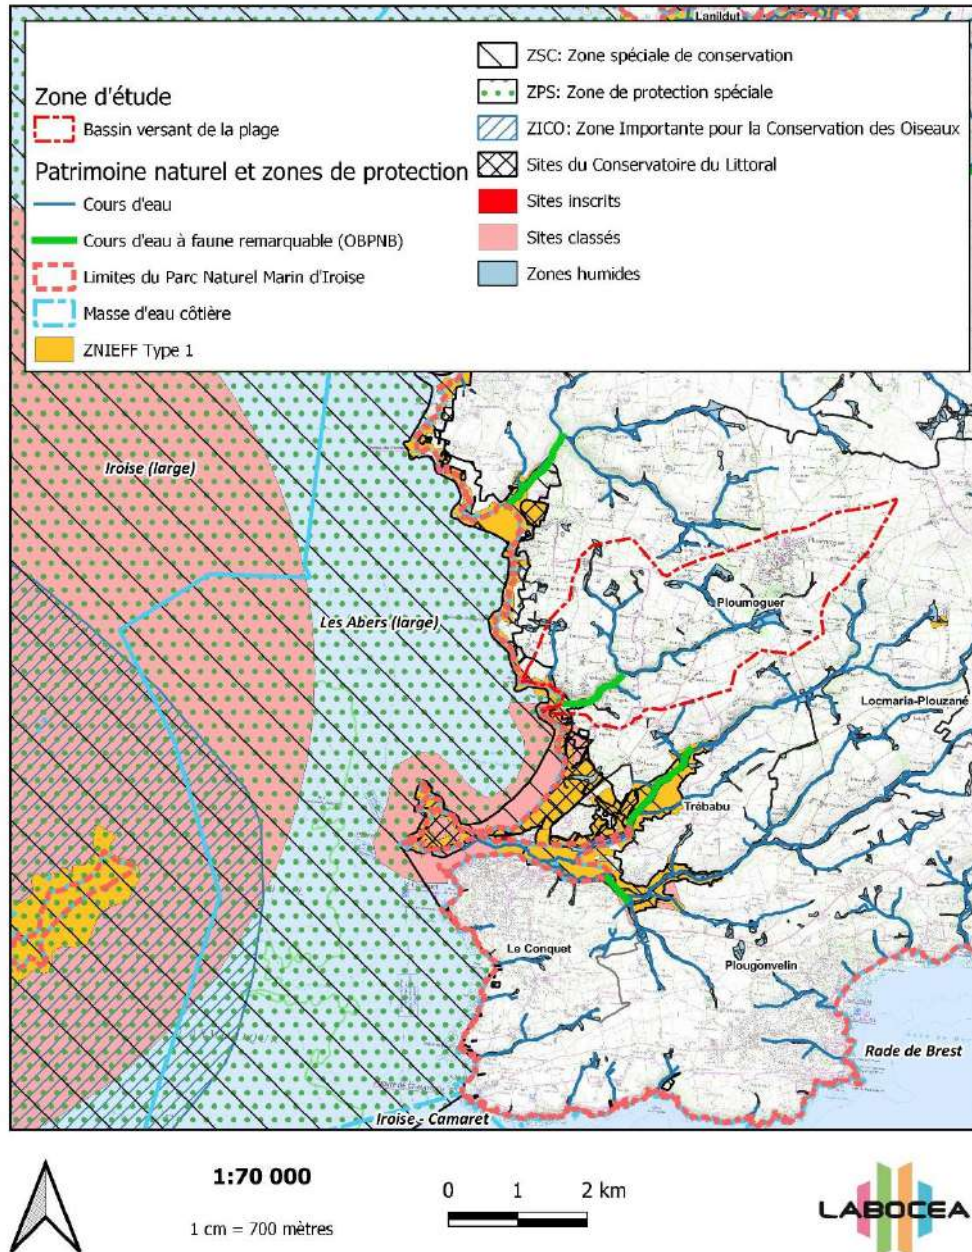 Lanildut
Zone d'étude
Bassin versant de la plage
Patrimoine naturel et zones de protection
Cours d'eau
Cours d'eau à faune remarquable (OBPNB)
Limites du Parc Naturel Marin d'Iroise
Masse d'eau côtière
ZNIEFF Type 1
ZSC: Zone spéciale de conservation
ZPS: Zone de protection spéciale
ZICO: Zone Importante pour la Conservation des Oiseaux
Sites du Conservatoire du Littoral
Sites inscrits
Sites classés
Zones humides
Iroise (large)
Les Abers (large)
Ploumoguer
Locmaria-Plouzané
Trébabu
Le Conquet
Plougonvelin
Rade de Brest
Iroise - Camaret
1:70 000
1 cm = 700 mètres
0 1 2 km
LABOCEA